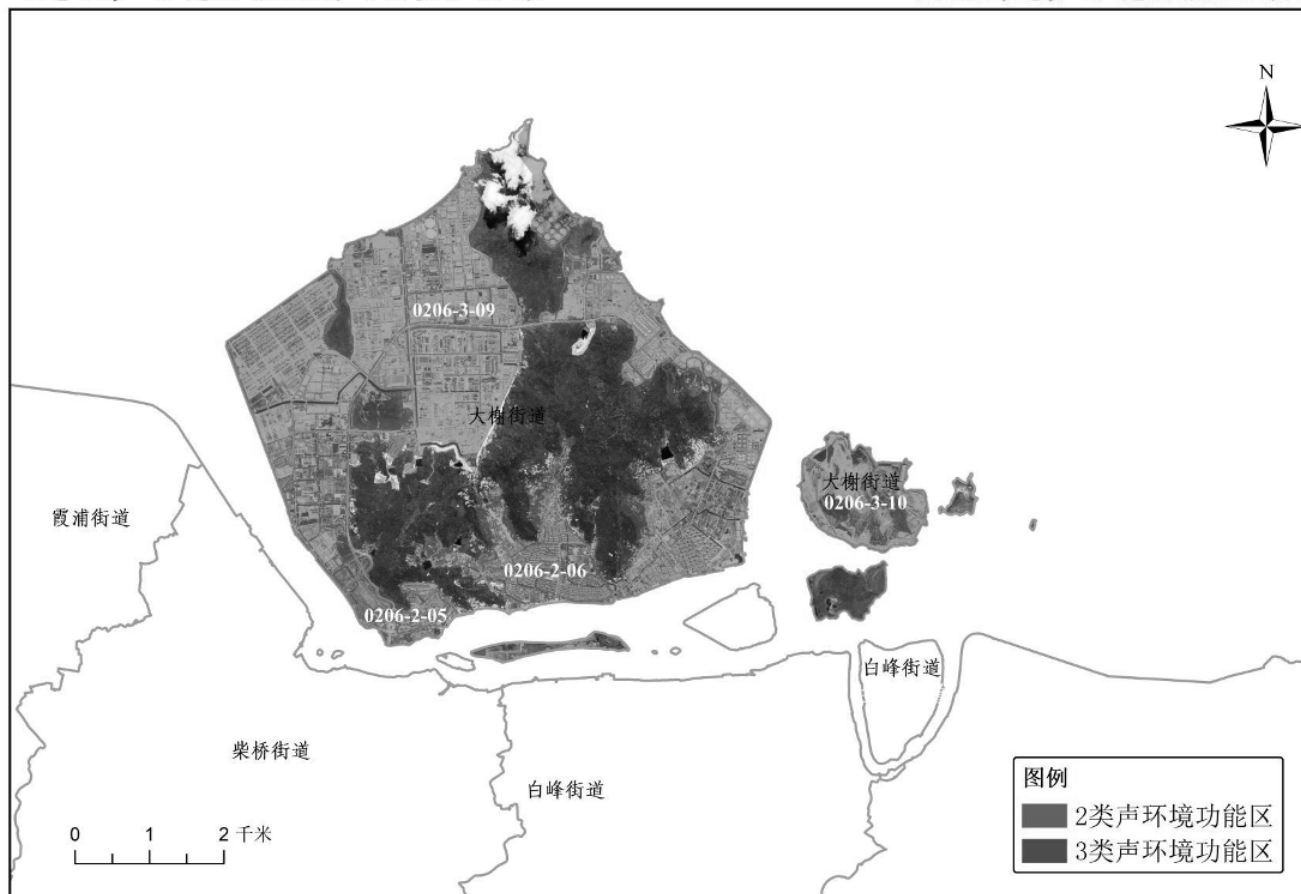 N
0206-3-09
大榭街道
大榭街道
0206-3-10
霞浦街道
0206-2-06
0206-2-05
白峰街道
柴桥街道
白峰街道
图例
2类声环境功能区
3类声环境功能区
0 1 2 千米